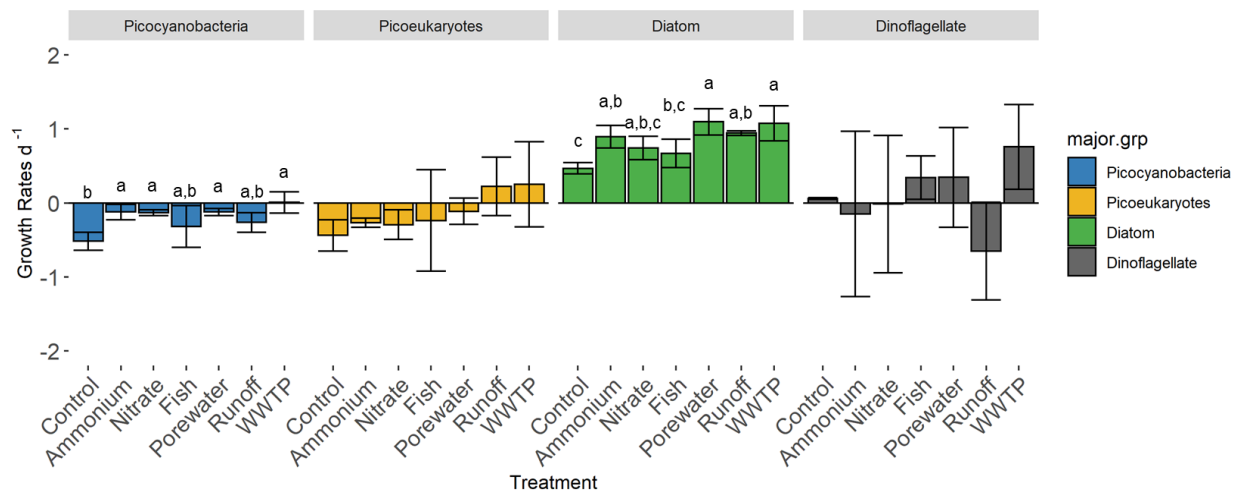 Picocyanobacteria Picoeukaryotes Diatom Dinoflagellate
Growth Rates d -1
2
1
0
-1
-2
b a a a,b a a,b a
c a,b a,b,c b,c a a,b a
Control Ammonium Nitrate Fish Porewater Runoff WWTP
Control Ammonium Nitrate Fish Porewater Runoff WWTP
Control Ammonium Nitrate Fish Porewater Runoff WWTP
Control Ammonium Nitrate Fish Porewater Runoff WWTP
Treatment
major.grp
Picocyanobacteria
Picoeukaryotes
Diatom
Dinoflagellate